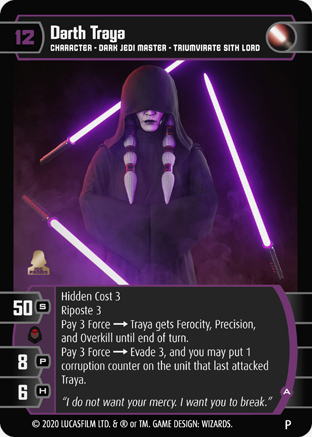 12 Darth Traya
CHARACTER - DARK JEDI MASTER - TRIUMVIRATE SITH LORD
50 S
8 P
6 H
Hidden Cost 3
Riposte 3
Pay 3 Force → Traya gets Ferocity, Precision,
and Overkill until end of turn.
Pay 3 Force → Evade 3, and you may put 1
corruption counter on the unit that last attacked
Traya.
A
"I do not want your mercy. I want you to break."
© 2020 LUCASFILM LTD. & ® or TM. GAME DESIGN: WIZARDS.
P